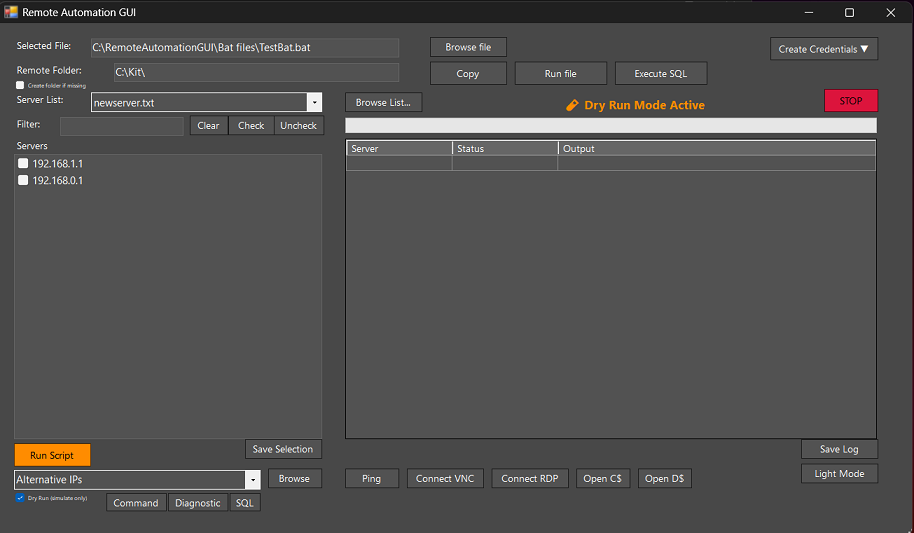 Remote Automation GUI
Selected File: C:\RemoteAutomationGUI\Bat files\TestBat.bat Browse file Create Credentials ▼
Remote Folder: C:\Kit\ Copy Run file Execute SQL
Create folder if missing
Server List: newserver.txt Browse List... Dry Run Mode Active STOP
Filter: Clear Check Uncheck
Servers Server Status Output
192.168.1.1
192.168.0.1
Run Script Save Selection Save Log
Alternative IPs Browse Ping Connect VNC Connect RDP Open C$ Open D$ Light Mode
Dry Run (simulate only) Command Diagnostic SQL